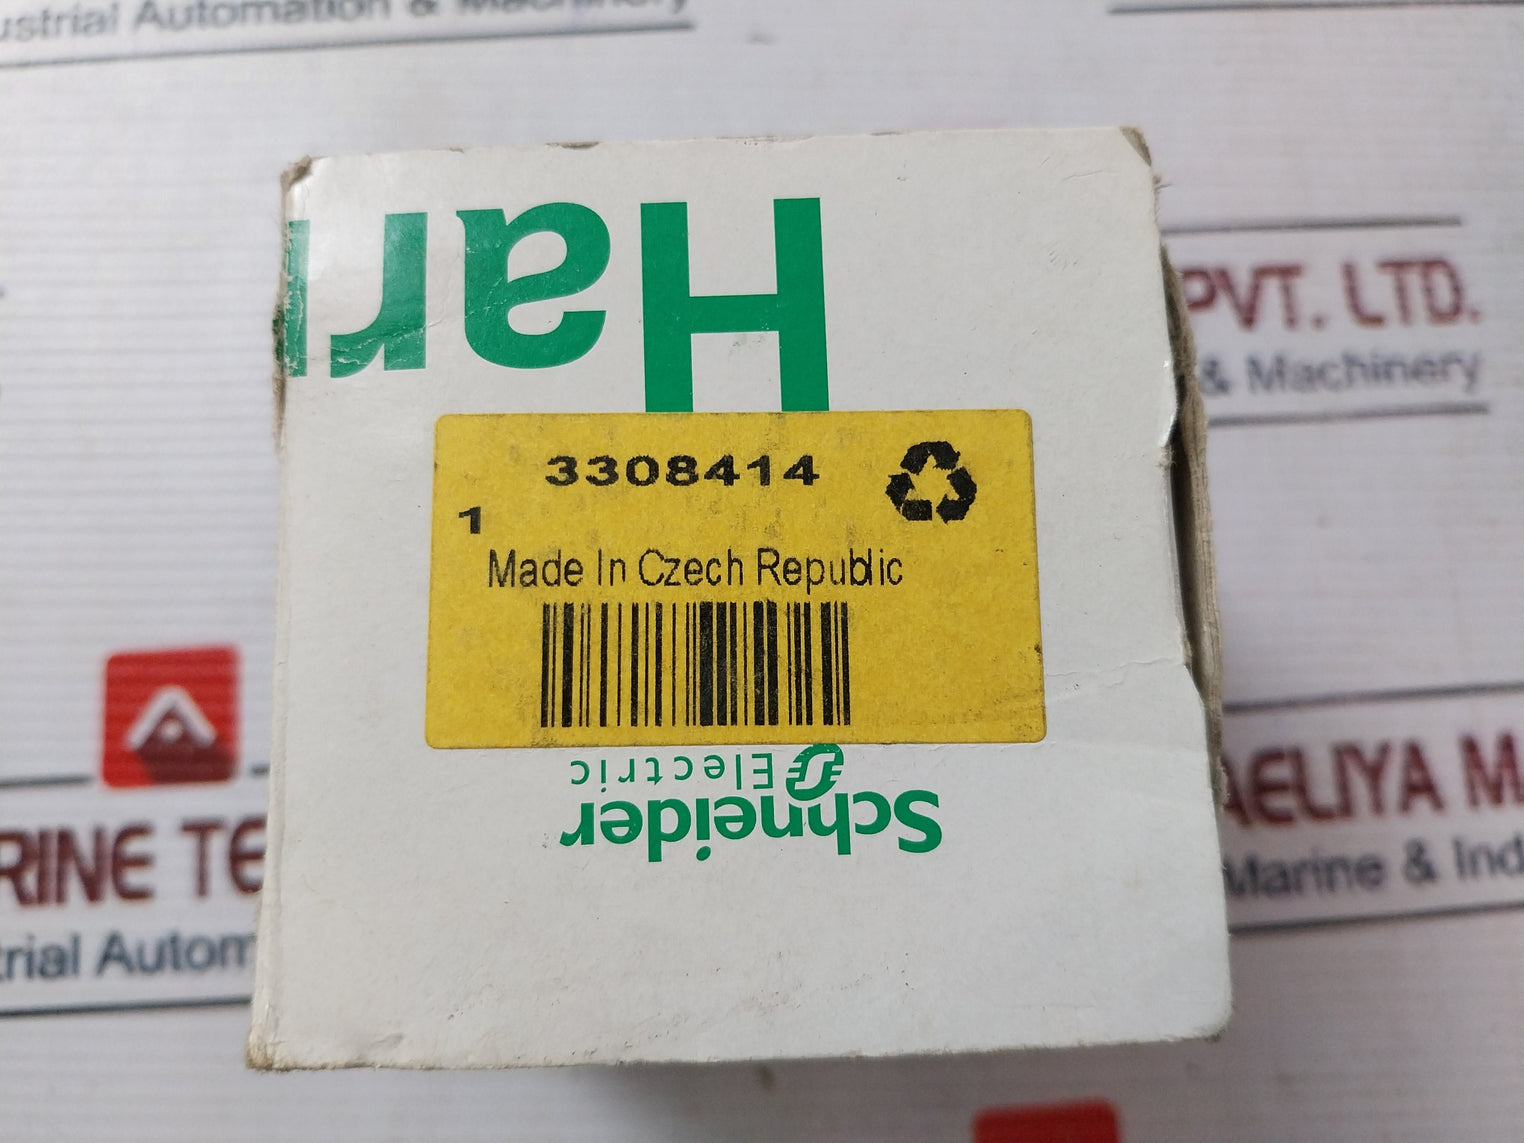 ustrial Automation & Machinery
Har
3308414
1
Made In Czech Republic
Schneider
Electric
PVT. LTD.
& Machinery
RINE TE
trial Autom
AELIYA M
Marine & Ind